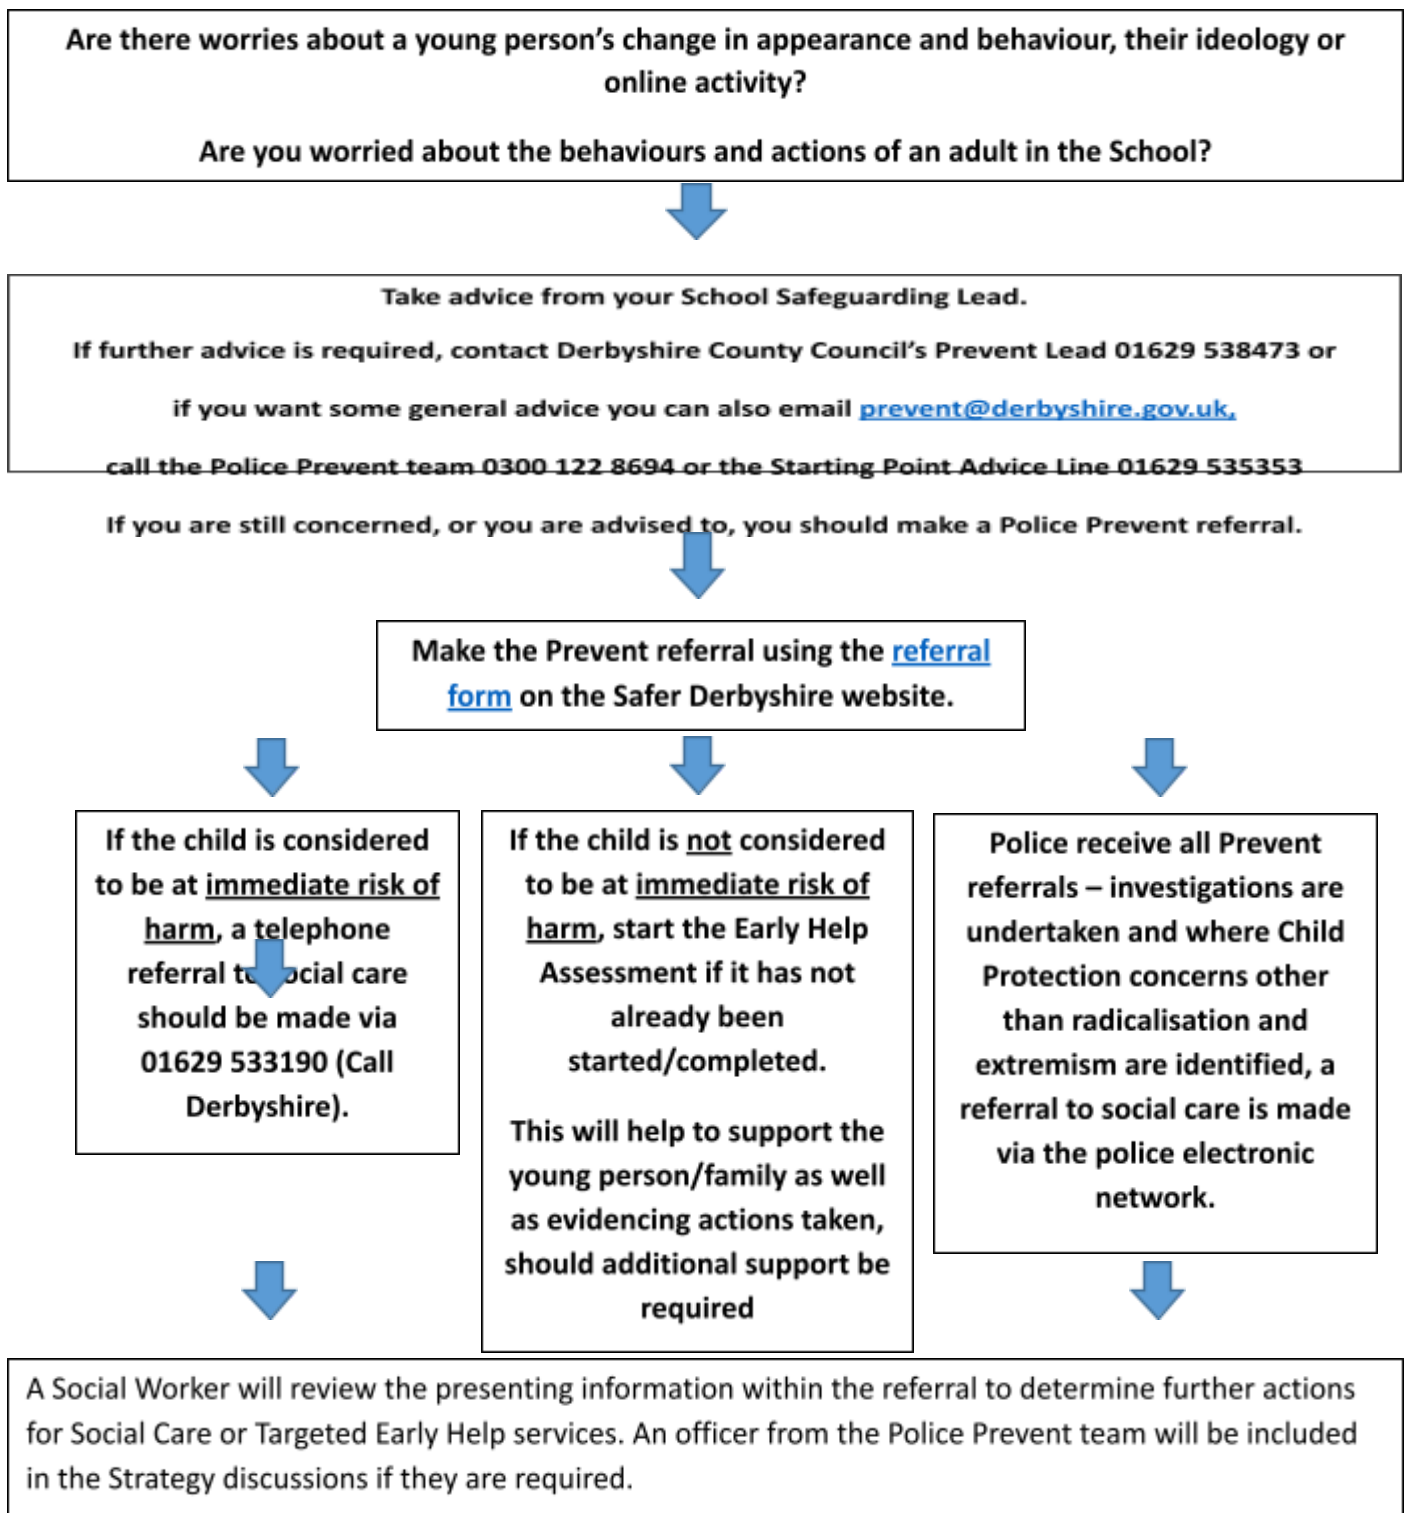 Are there worries about a young person’s change in appearance and behaviour, their ideology or
online activity?
Are you worried about the behaviours and actions of an adult in the School?
Take advice from your School Safeguarding Lead.
If further advice is required, contact Derbyshire County Council’s Prevent Lead 01629 538473 or
if you want some general advice you can also email prevent@derbyshire.gov.uk,
call the Police Prevent team 0300 122 8694 or the Starting Point Advice Line 01629 535353
If you are still concerned, or you are advised to, you should make a Police Prevent referral.
Make the Prevent referral using the referral
form on the Safer Derbyshire website.
If the child is considered
to be at immediate risk of
harm, a telephone
referral to social care
should be made via
01629 533190 (Call
Derbyshire).
If the child is not considered
to be at immediate risk of
harm, start the Early Help
Assessment if it has not
already been
started/completed.
This will help to support the
young person/family as well
as evidencing actions taken,
should additional support be
required
Police receive all Prevent
referrals – investigations are
undertaken and where Child
Protection concerns other
than radicalisation and
extremism are identified, a
referral to social care is made
via the police electronic
network.
A Social Worker will review the presenting information within the referral to determine further actions
for Social Care or Targeted Early Help services. An officer from the Police Prevent team will be included
in the Strategy discussions if they are required.